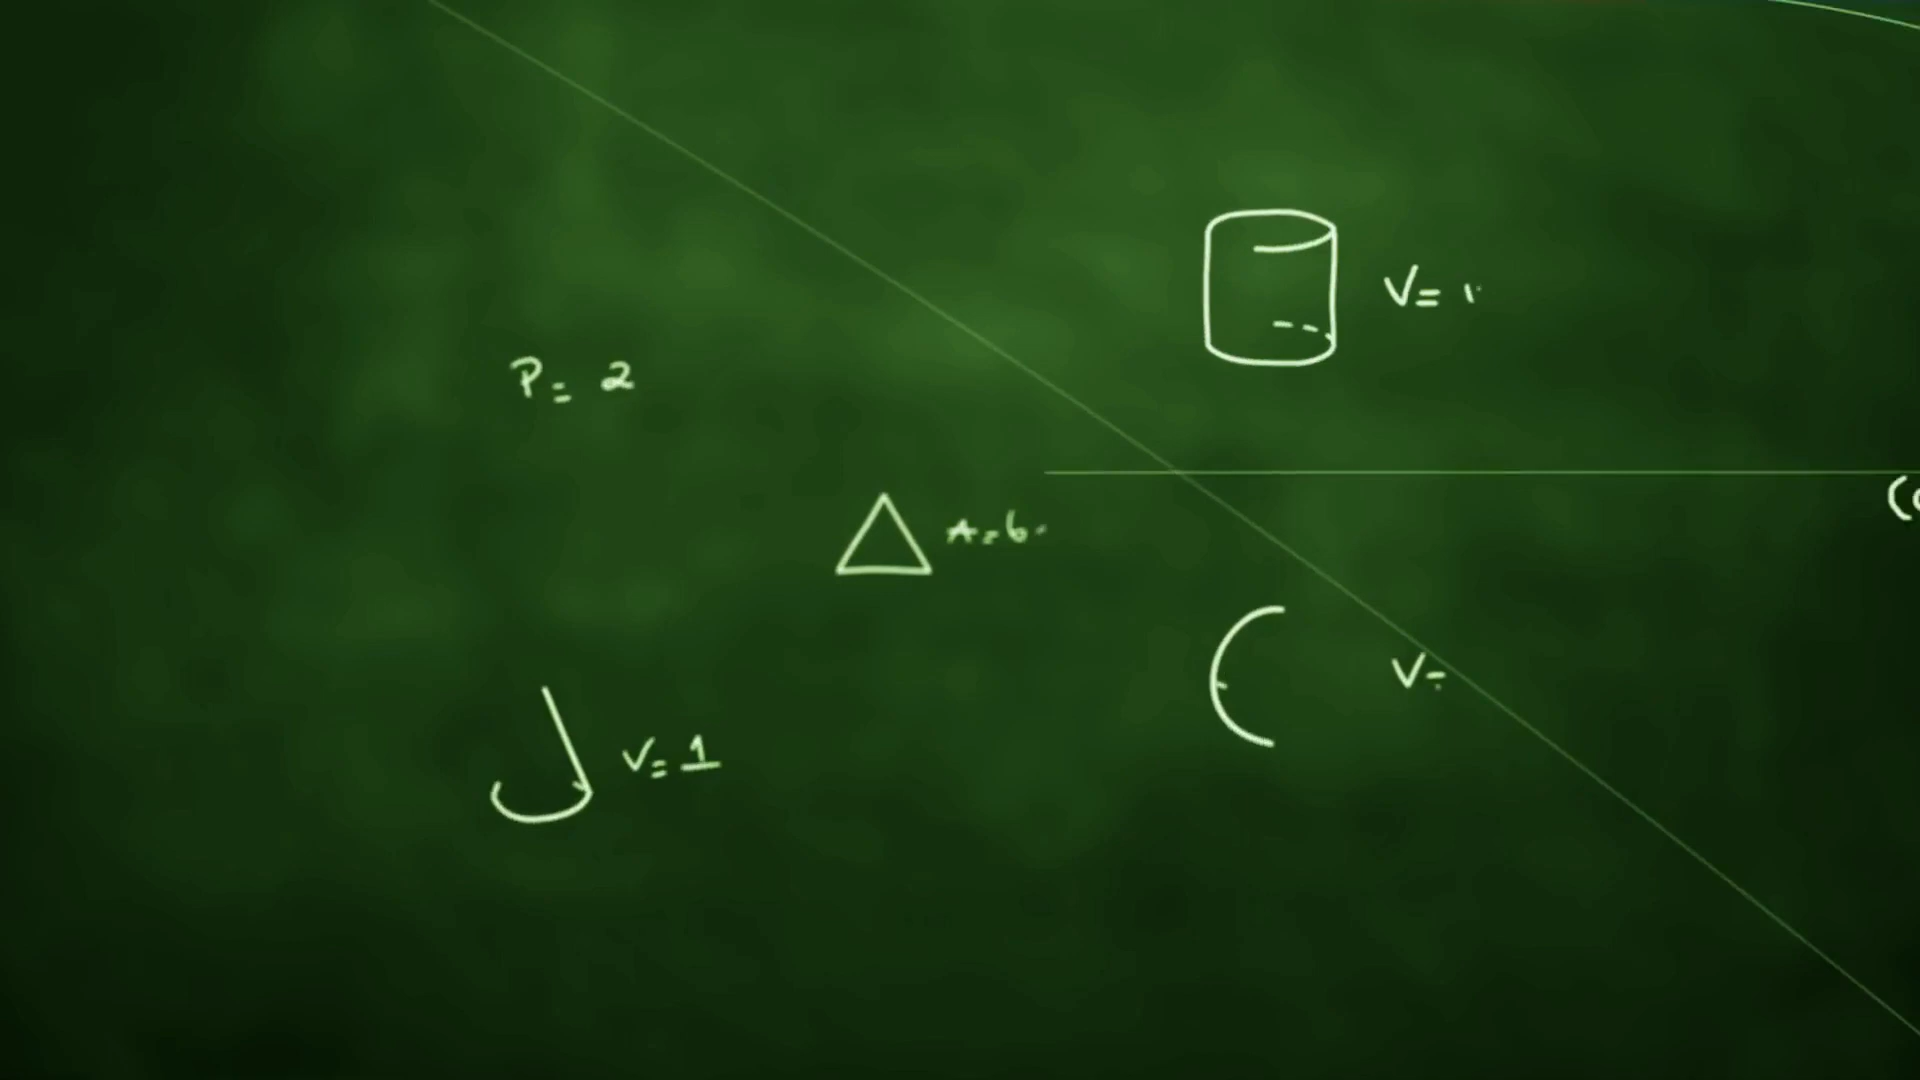 V=
P= 2
A=6
V=
V=1